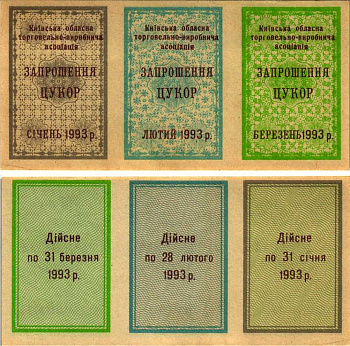 Київська обласна
торговельно-виробнича
асоціація
ЗАПРОШЕННЯ
ЦУКОР
СІЧЕНЬ 1993 р.
Київська обласна
торговельно-виробнича
асоціація
ЗАПРОШЕННЯ
ЦУКОР
ЛЮТИЙ 1993 р.
Київська обласна
торговельно-виробнича
асоціація
ЗАПРОШЕННЯ
ЦУКОР
БЕРЕЗЕНЬ 1993 р.
Дійсне
по 31 березня
1993 р.
Дійсне
по 28 лютого
1993 р.
Дійсне
по 31 січня
1993 р.